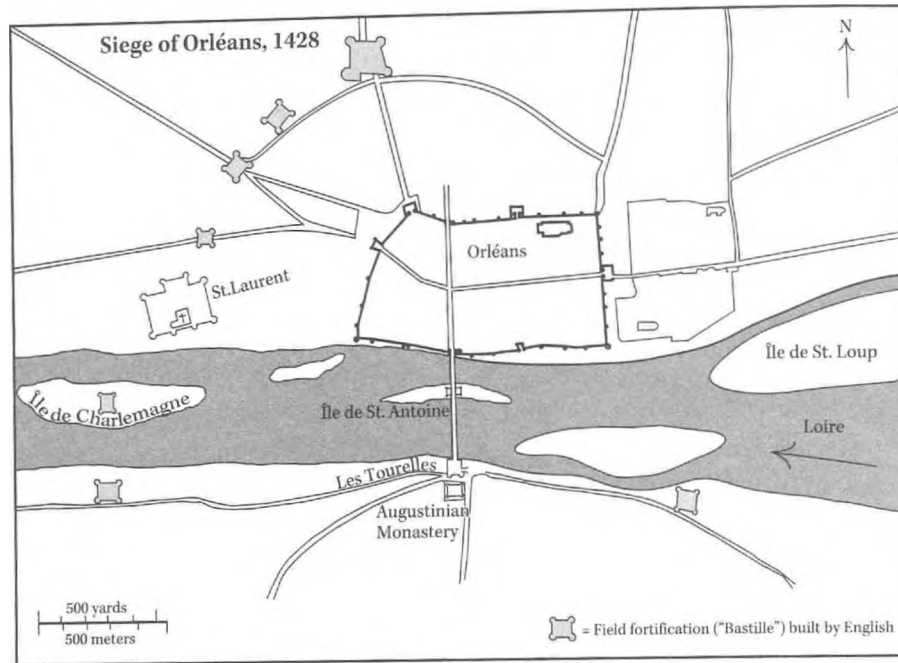 Siege of Orléans, 1428
N
Orléans
St. Laurent
Île de St. Loup
Île de Charlemagne
Île de St. Antoine
Loire
Les Tourelles
Augustinian
Monastery
500 yards
500 meters
= Field fortification ("Bastille") built by English